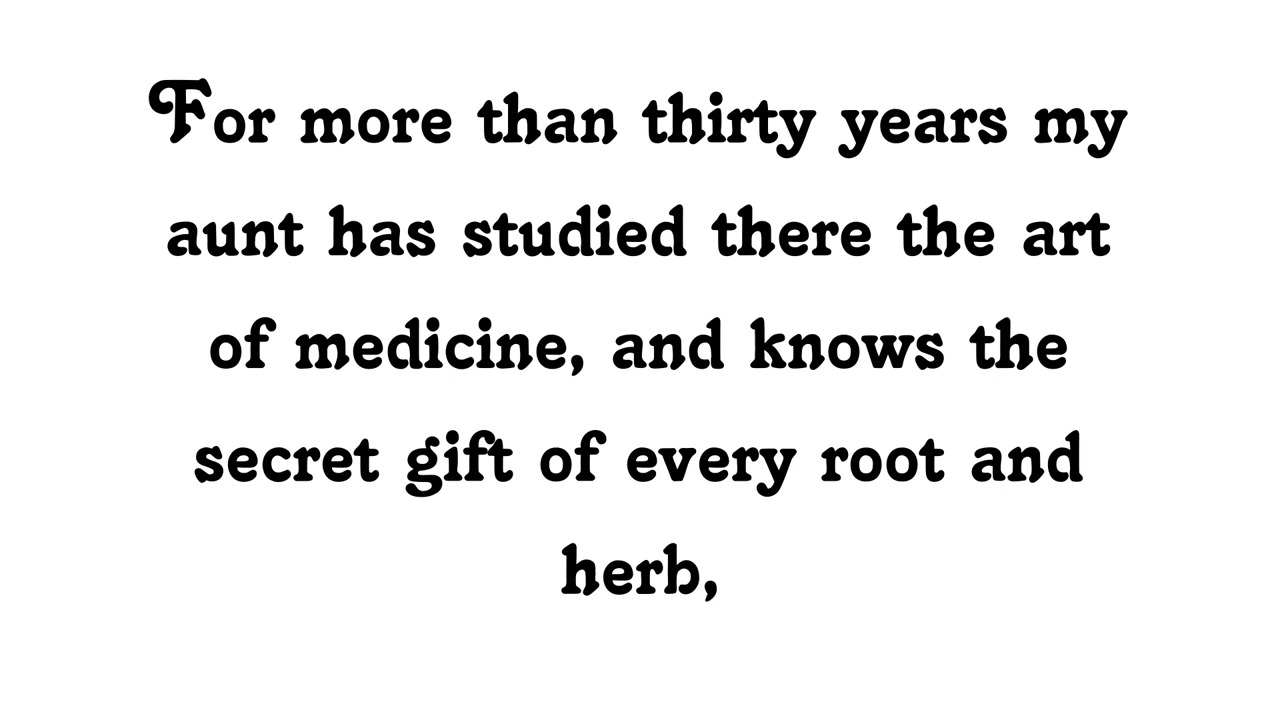 For more than thirty years my
aunt has studied there the art
of medicine, and knows the
secret gift of every root and
herb,